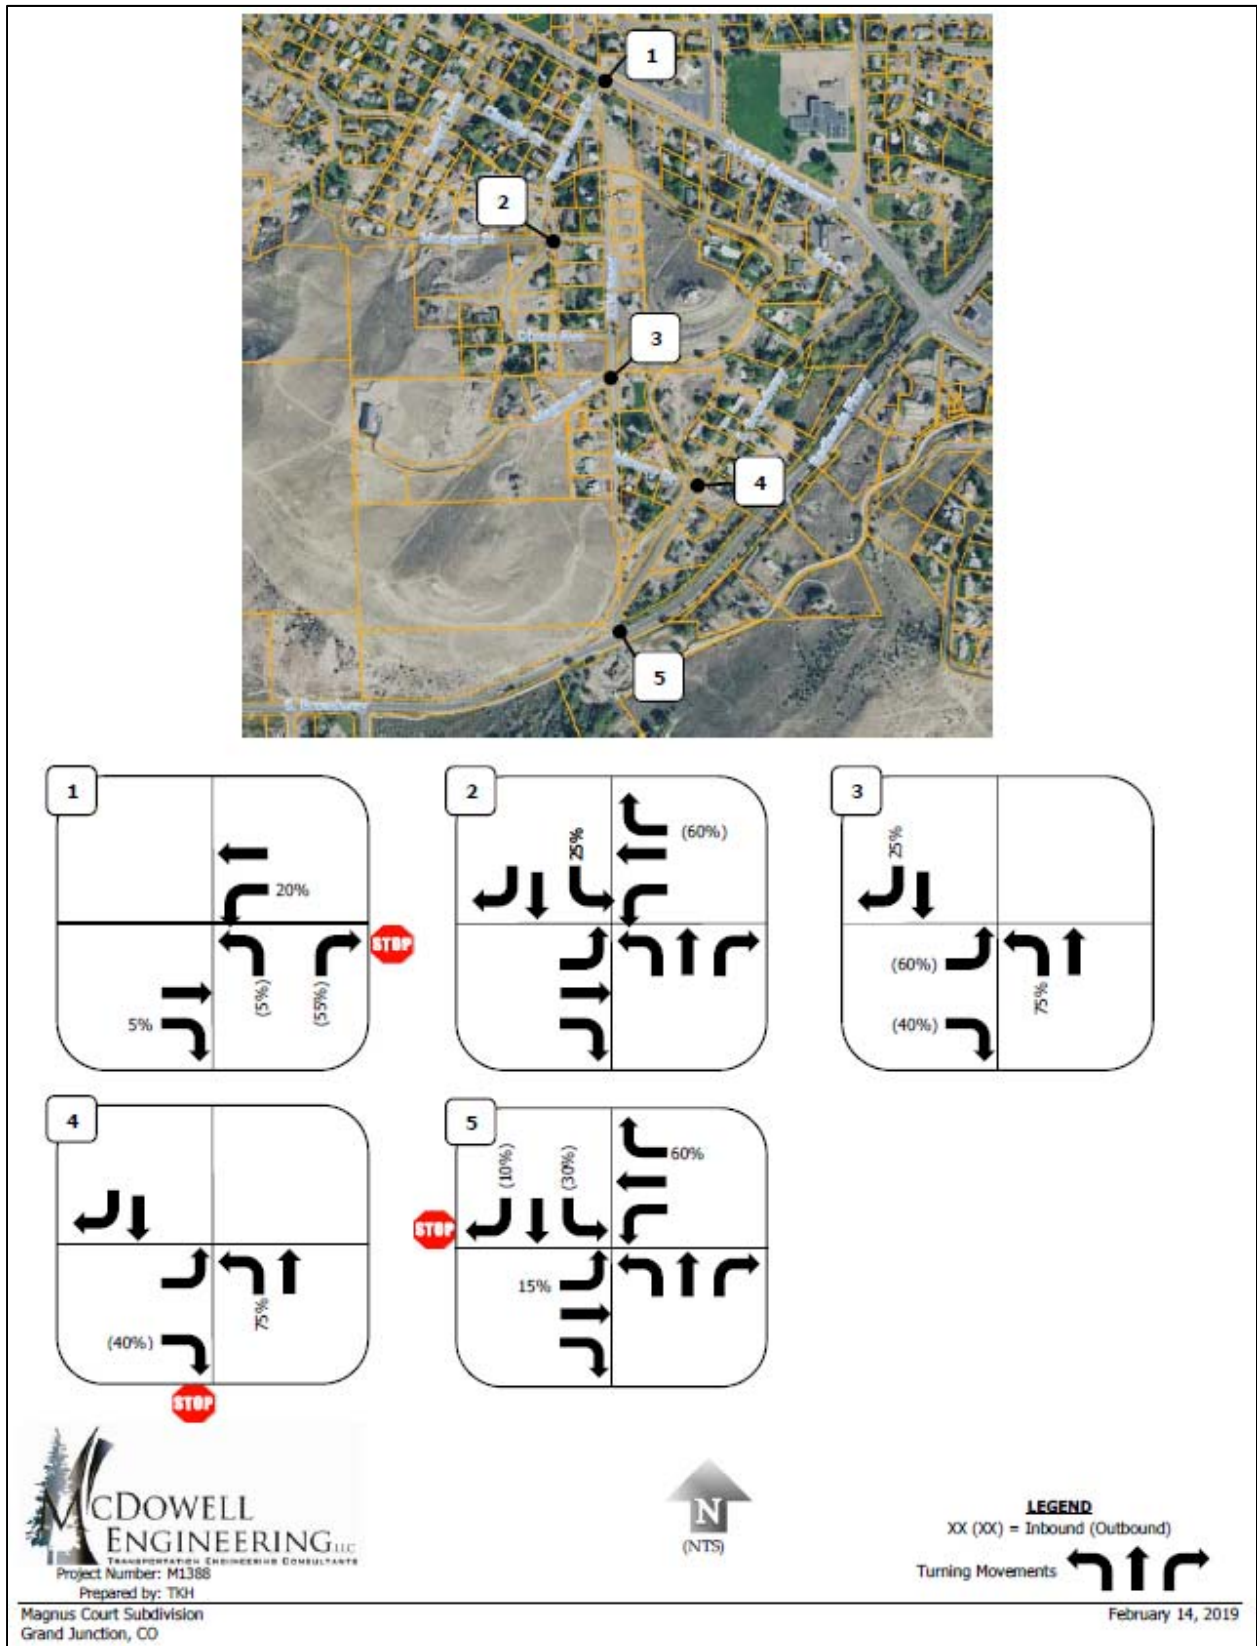 1
2
3
4
5
1
20%
5%
(5%)
(55%)
STOP
2
25%
(60%)
3
25%
(60%)
75%
(40%)
4
75%
(40%)
STOP
5
(10%)
(30%)
60%
STOP
15%
MCDOWELL
ENGINEERING LLC
TRANSPORTATION ENGINEERING CONSULTANTS
Project Number: M1388
Prepared by: TKH
N
(NTS)
LEGEND
XX (XX) = Inbound (Outbound)
Turning Movements
Magnus Court Subdivision
Grand Junction, CO
February 14, 2019